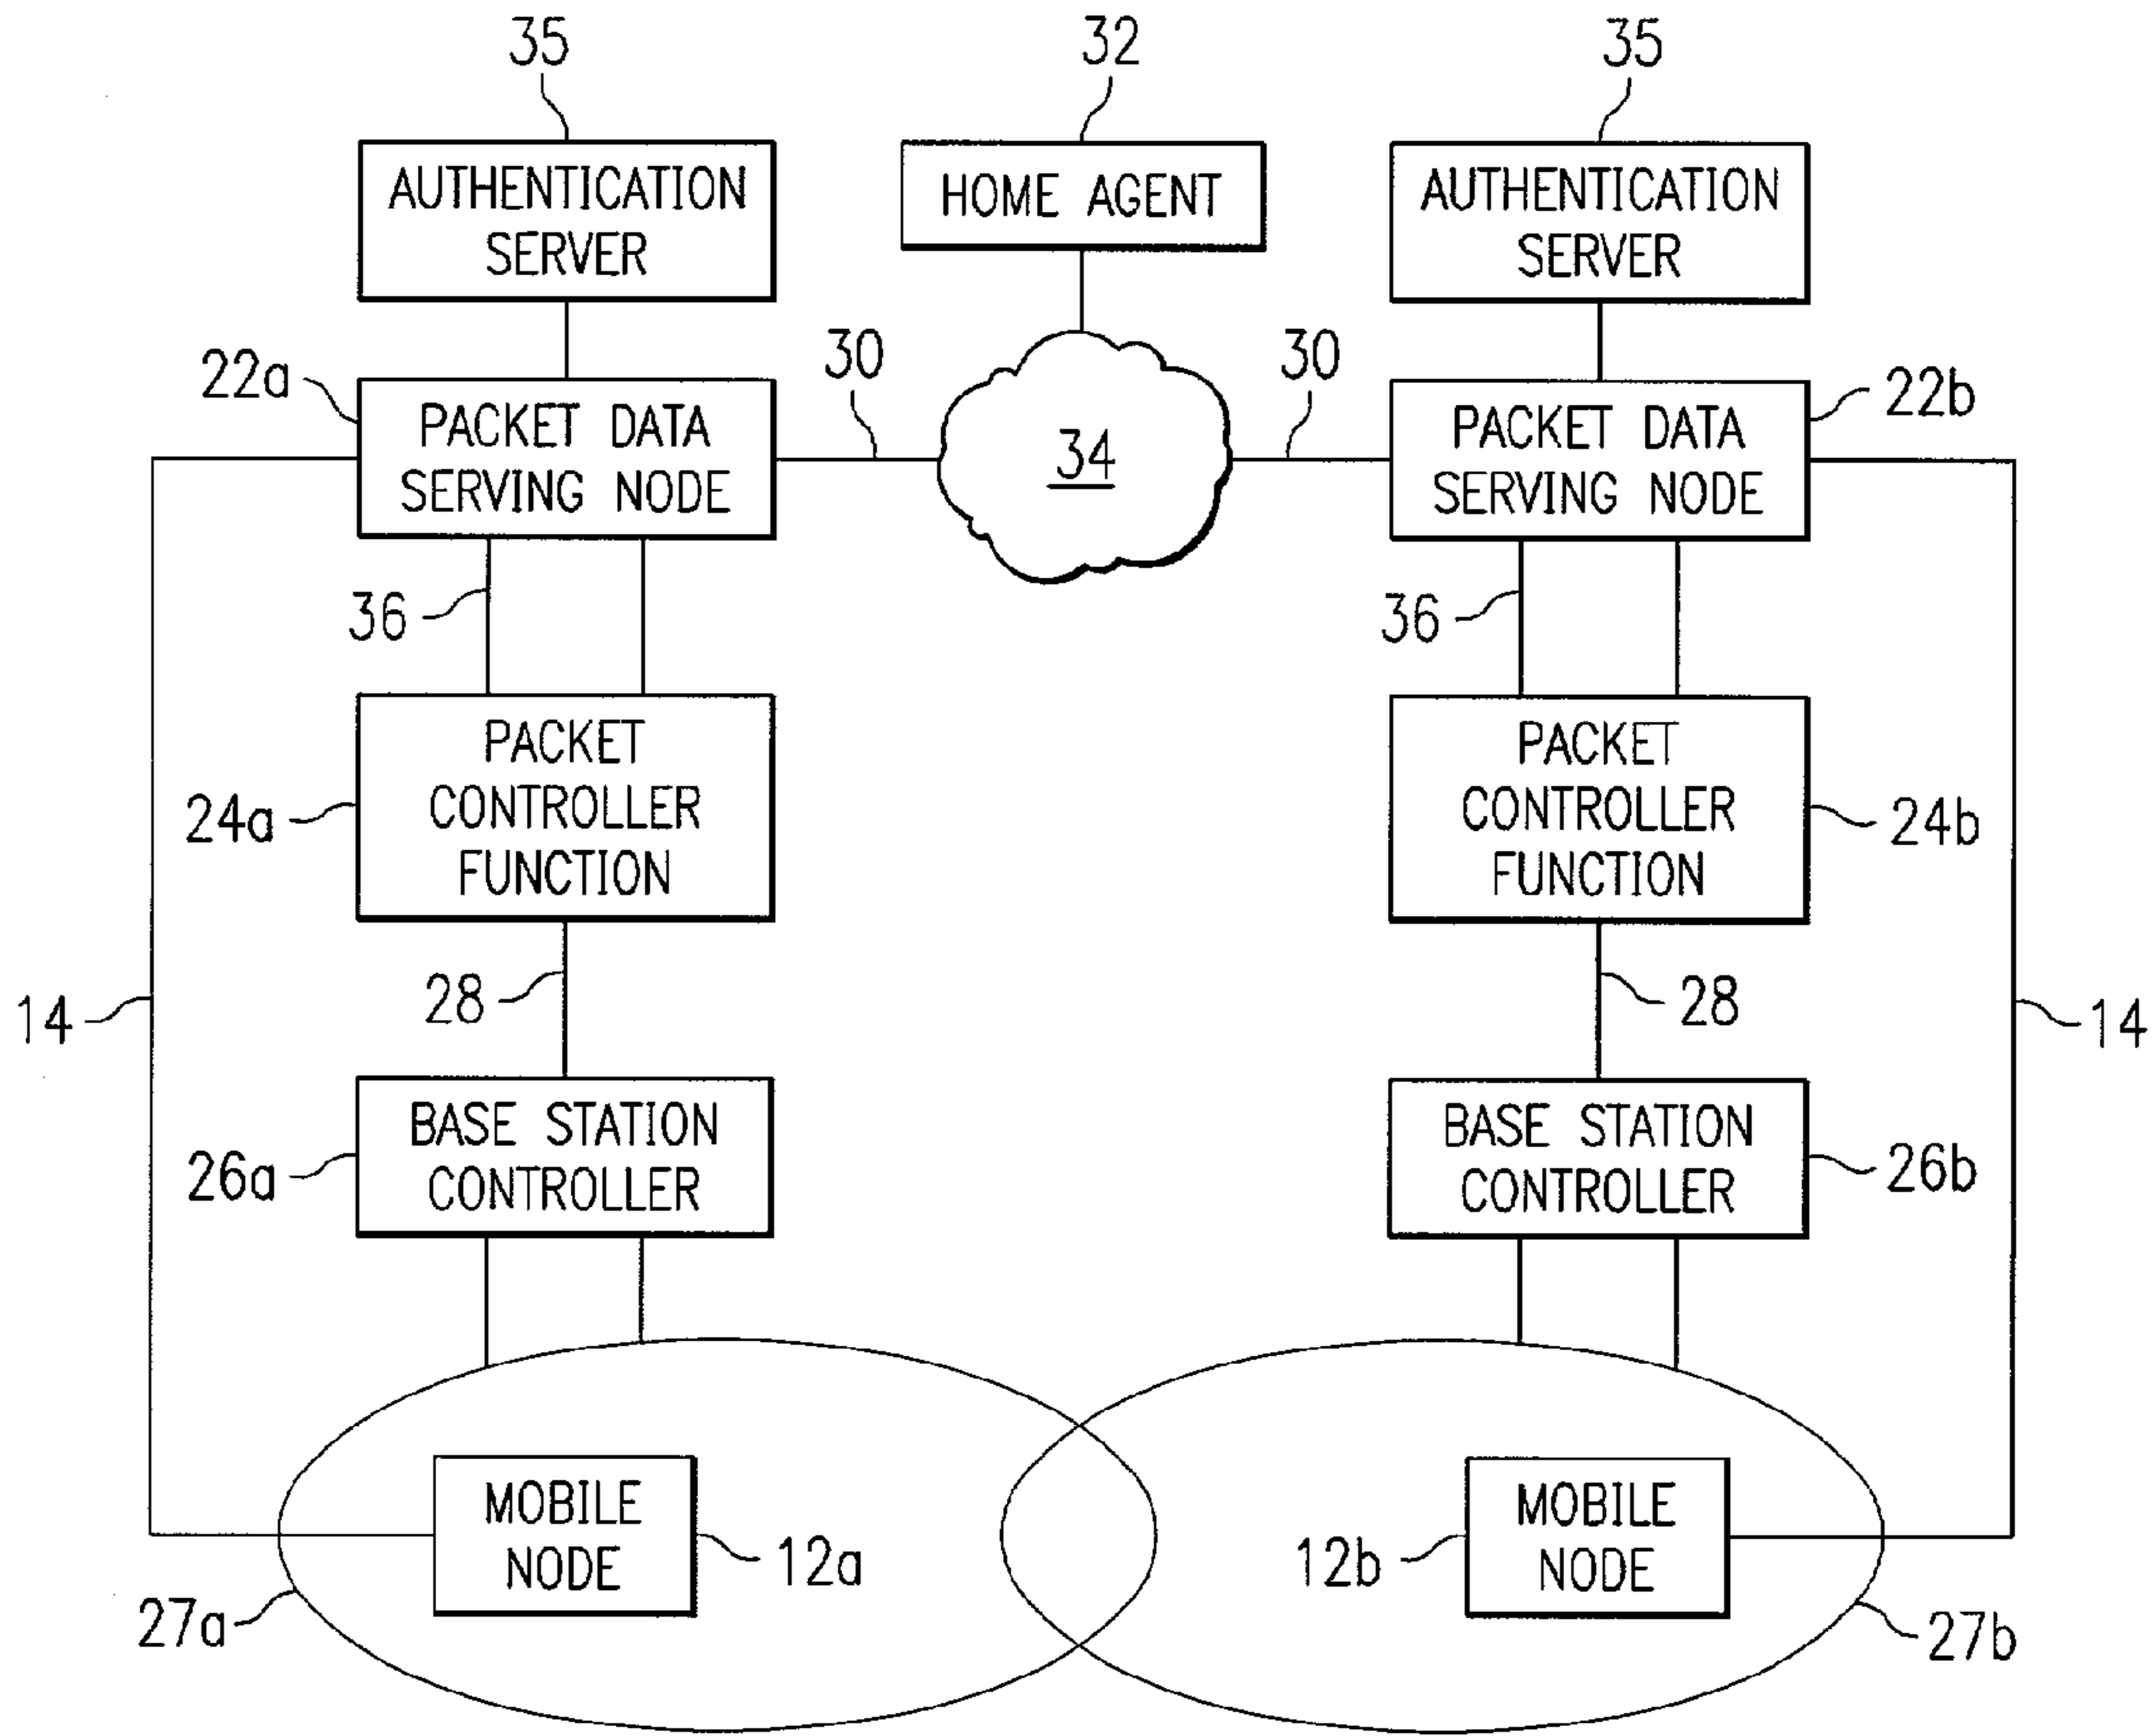 35
32
35
AUTHENTICATION
SERVER
HOME AGENT
AUTHENTICATION
SERVER
22a
30
30
22b
PACKET DATA
SERVING NODE
34
PACKET DATA
SERVING NODE
36
36
PACKET
CONTROLLER
FUNCTION
PACKET
CONTROLLER
FUNCTION
24a
24b
28
28
14
14
BASE STATION
CONTROLLER
BASE STATION
CONTROLLER
26a
26b
MOBILE
NODE
MOBILE
NODE
12a
12b
27a
27b